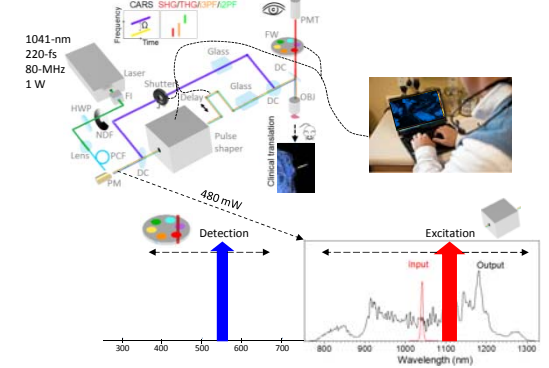 CARS SHG/THG/3PF/2PF
Frequency
Ω
Time
1041-nm
220-fs
80-MHz
1 W
Laser
FI
HWP
NDF
Lens
PCF
PM
DC
Shutter
Delay
Glass
Glass
Pulse
shaper
PMT
FW
DC
DC
OBJ
Clinical translation
480 mW
Detection
Excitation
Input
Output
300 400 500 600 700
800 900 1000 1100 1200 1300
Wavelength (nm)